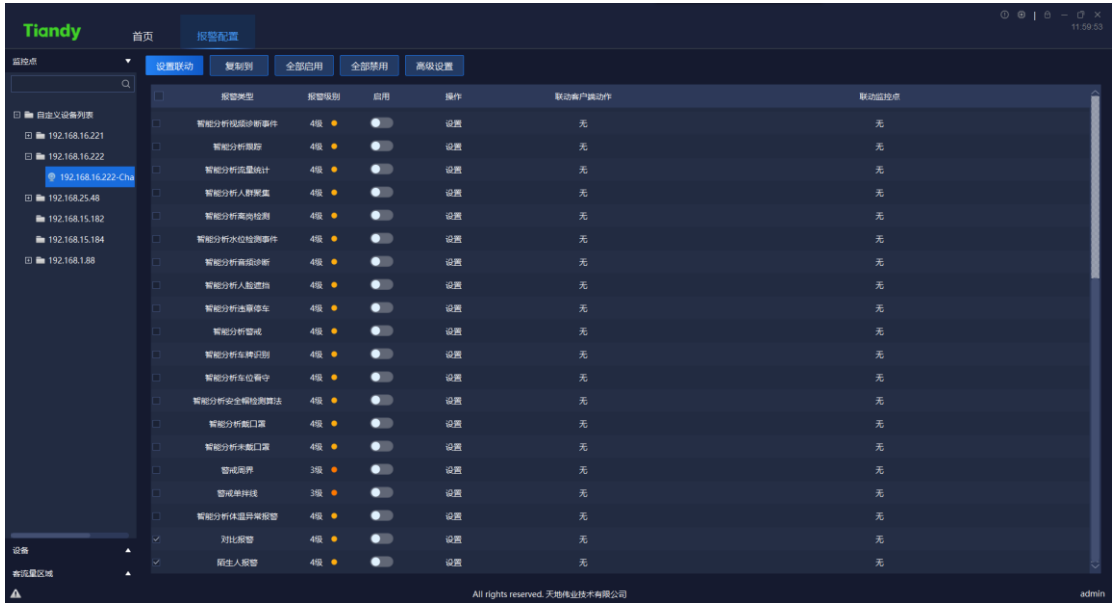 Tiandy 首页 报警配置 11:59:53
监控点
设置联动 复制到 全部启用 全部禁用 高级设置
报警类型 报警级别 启用 操作 联动客户端动作 联动监控点
自定义设备列表
192.168.16.221
192.168.16.222
192.168.16.222-Cha
192.168.25.48
192.168.15.182
192.168.15.184
192.168.1.88
智能分析视频诊断事件 4级 设置 无 无
智能分析跟踪 4级 设置 无 无
智能分析流量统计 4级 设置 无 无
智能分析人群聚集 4级 设置 无 无
智能分析离岗检测 4级 设置 无 无
智能分析水位检测事件 4级 设置 无 无
智能分析音频诊断 4级 设置 无 无
智能分析人脸遮挡 4级 设置 无 无
智能分析违章停车 4级 设置 无 无
智能分析警戒 4级 设置 无 无
智能分析车牌识别 4级 设置 无 无
智能分析车位看守 4级 设置 无 无
智能分析安全帽检测算法 4级 设置 无 无
智能分析戴口罩 4级 设置 无 无
智能分析未戴口罩 4级 设置 无 无
警戒周界 3级 设置 无 无
警戒单拌线 3级 设置 无 无
智能分析体温异常报警 4级 设置 无 无
对比报警 4级 设置 无 无
陌生人报警 4级 设置 无 无
设备
客流量区域
All rights reserved. 天地伟业技术有限公司 admin